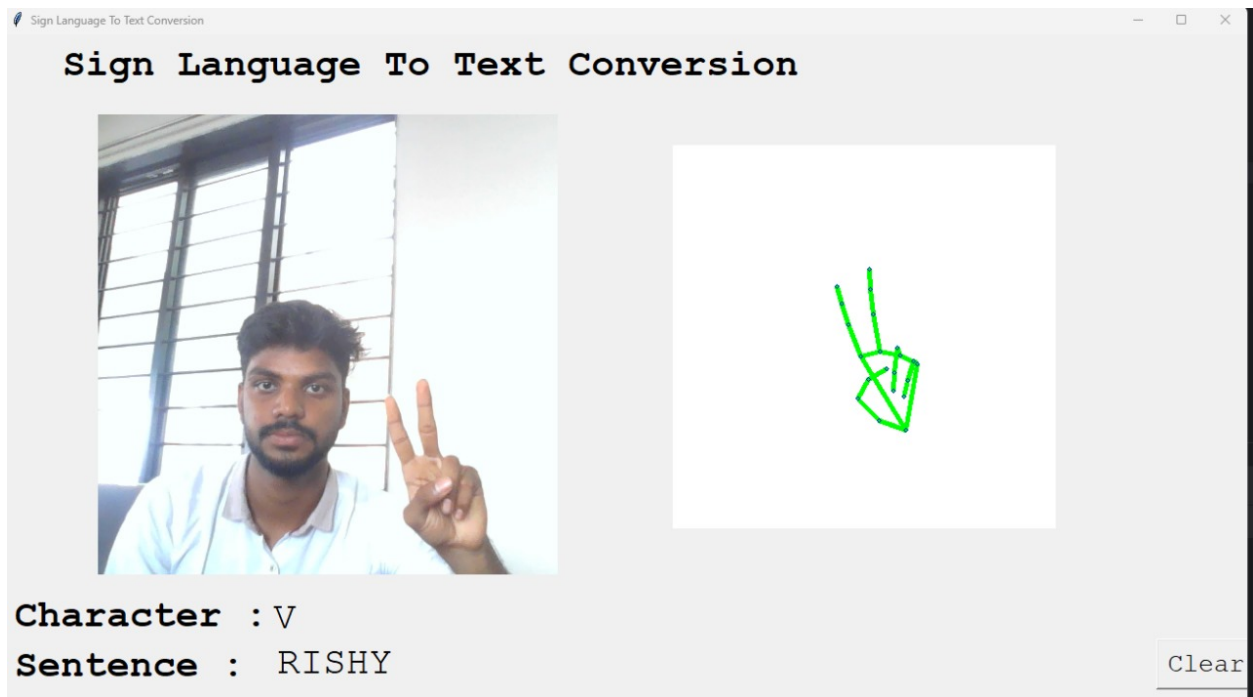 Sign Language To Text Conversion
Sign Language To Text Conversion
Character : V
Sentence : RISHY
Clear